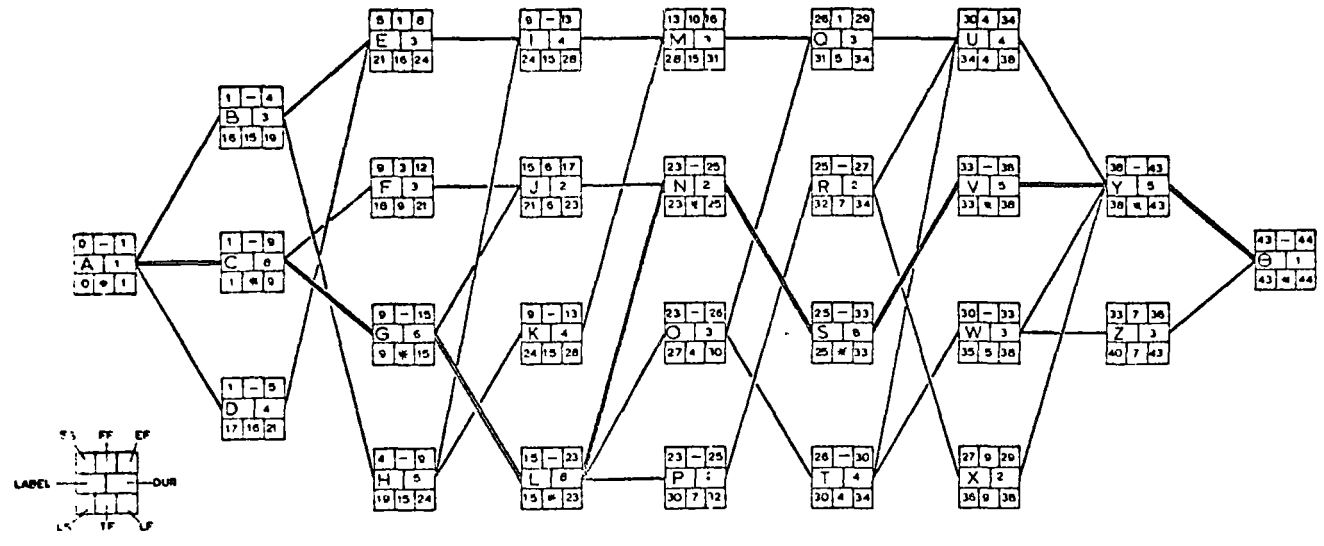 0 – 1
A 1
0 * 1
1 – 4
B 3
16 15 19
1 – 9
C 8
1 * 9
1 – 5
D 4
17 16 21
5 1 8
E 3
21 16 24
9 3 12
F 3
18 9 21
9 – 15
G 6
9 * 15
4 – 9
H 5
19 15 24
9 – 13
I 4
24 15 28
15 6 17
J 2
21 6 23
9 – 13
K 4
24 15 28
15 – 23
L 8
15 * 23
13 10 16
M
28 15 31
23 – 25
N 2
23 * 25
23 – 26
O 3
27 4
23 – 25
P
30 7
26 1 29
Q 3
31 5 34
25 – 27
R 2
32 7 34
25 – 33
S 8
25 * 33
26 – 30
T 4
30 4 34
30 4 34
U 4
34 4 38
33 – 38
V 5
33 * 38
30 – 33
W 3
35 5 38
27 9 29
X 2
36 9 38
38 – 43
Y 5
38 * 43
33 7 36
Z 3
40 7 43
43 – 44
Θ 1
43 * 44
ES FF EF
LABEL DUR
LS TF LF